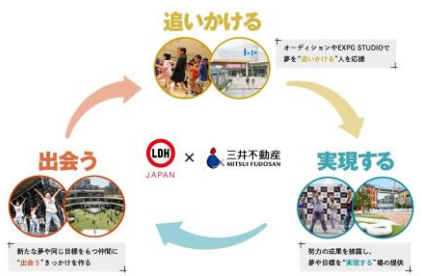 追いかける
オーディションやEXPG STUDIOで
夢を"追いかける"人を応援
出会う
LDH
JAPAN
×
三井不動産
MITSUI FUDOSAN
実現する
新たな夢や同じ目標をもつ仲間に
"出会う"きっかけを作る
努力の成果を披露し、
夢や目標を"実現する"場の提供